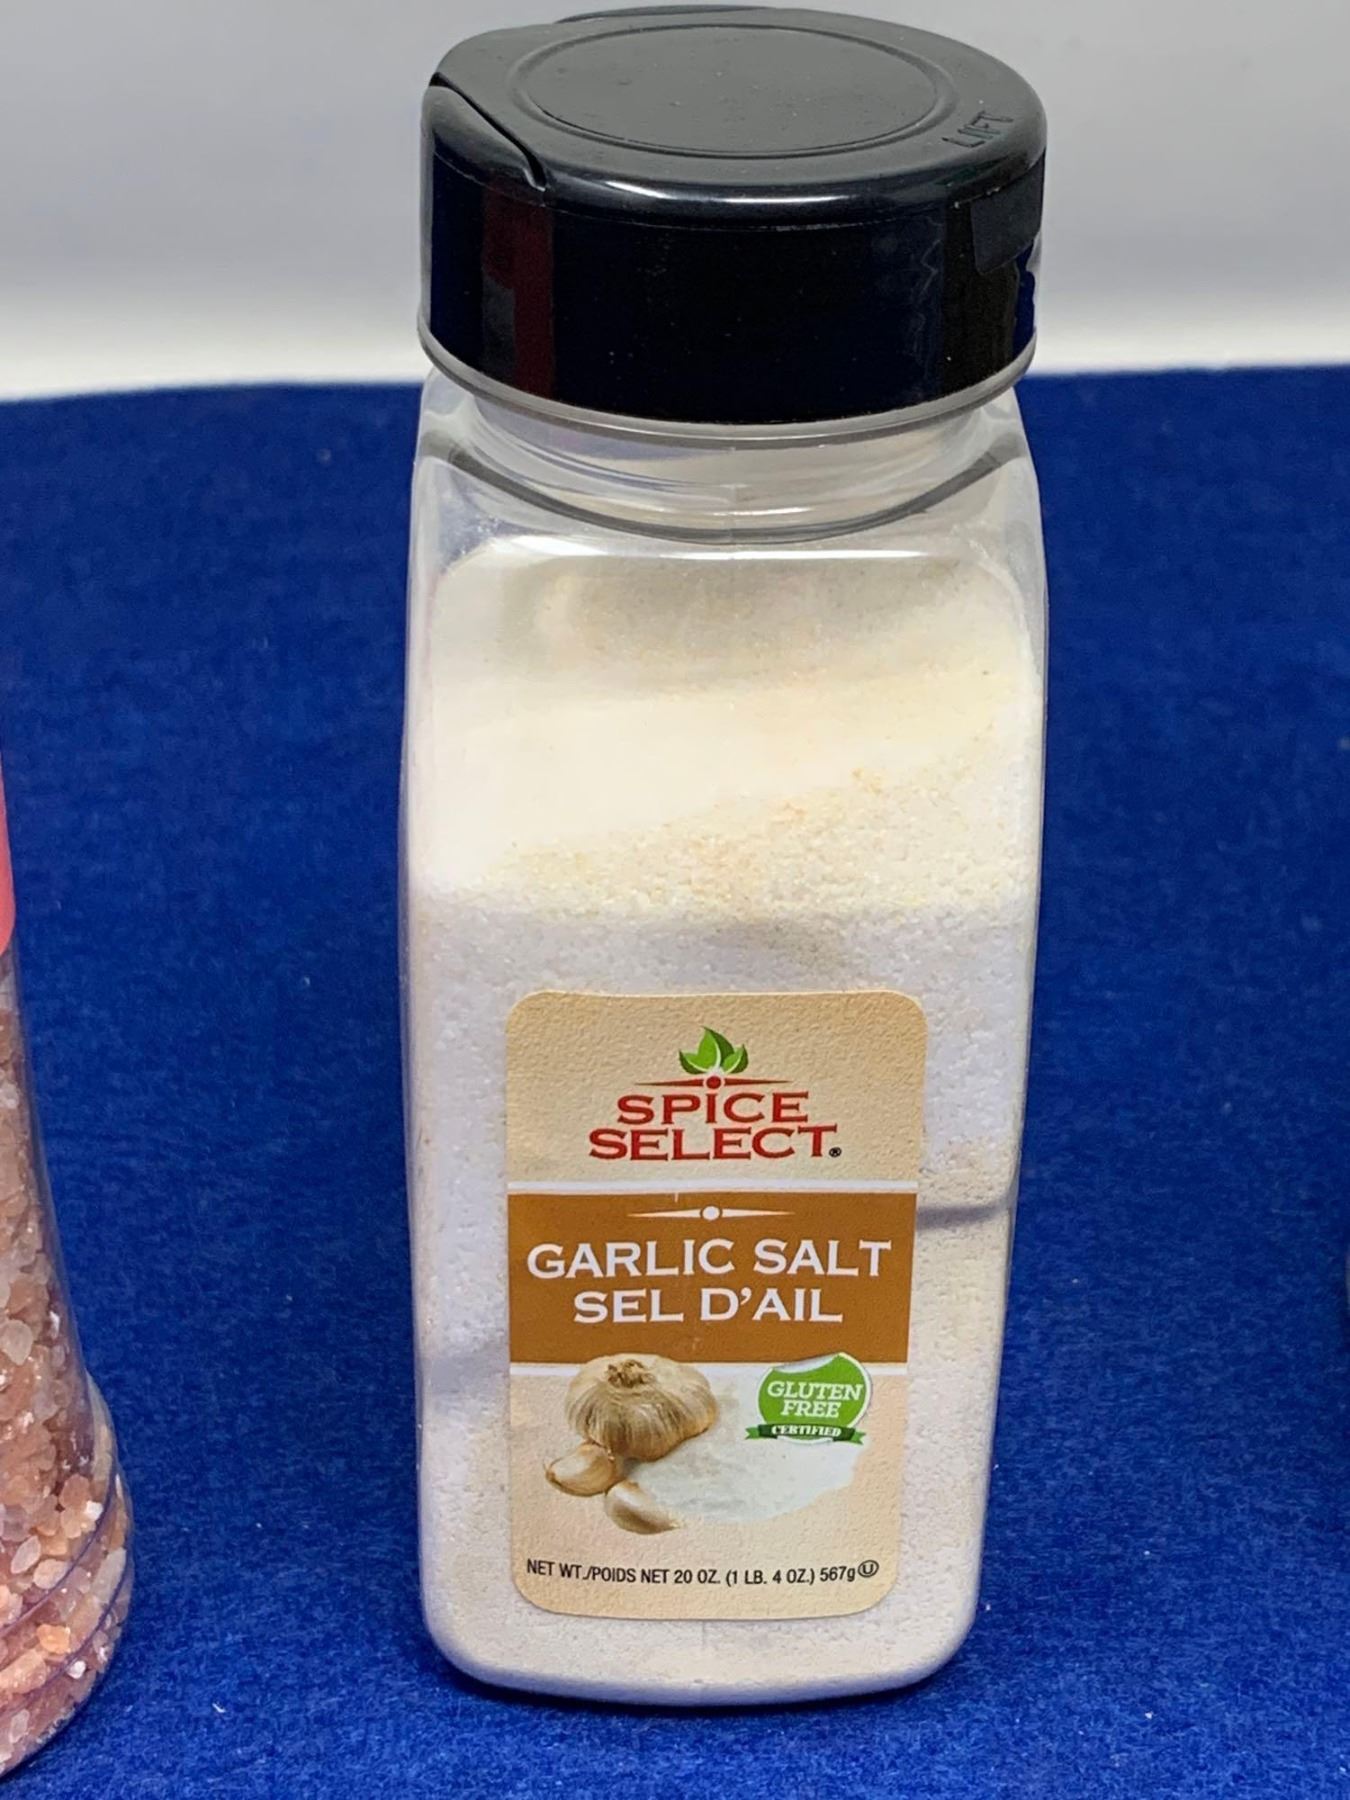 LIFT
SPICE
SELECT®
GARLIC SALT
SEL D'AIL
GLUTEN
FREE
CERTIFIED
NET WT./POIDS NET 20 OZ. (1 LB. 4 OZ.) 567g Ⓤ